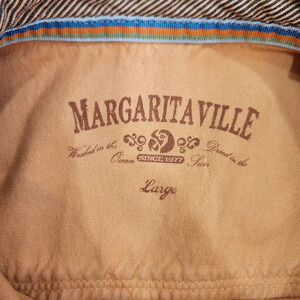 MARGARITAVILLE
Washed in the Ocean
Dried in the Sun
SINCE 1977
Large